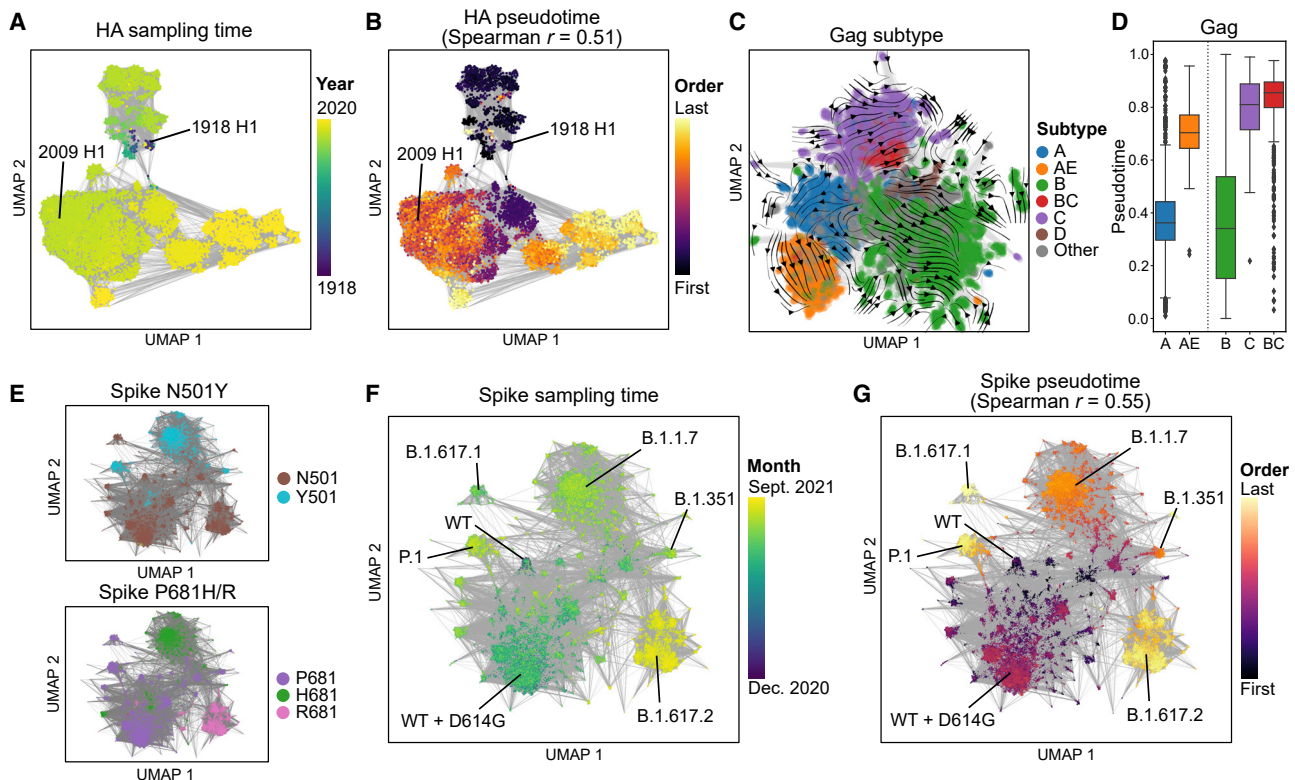 A
HA sampling time
2009 H1
1918 H1
UMAP 2
UMAP 1
Year
2020
1918
B
HA pseudotime
(Spearman r = 0.51)
2009 H1
1918 H1
UMAP 2
UMAP 1
Order
Last
First
C
Gag subtype
UMAP 2
UMAP 1
Subtype
A
AE
B
BC
C
D
Other
D
Gag
Pseudotime
1.0
0.8
0.6
0.4
0.2
0.0
A AE B C BC
E
Spike N501Y
UMAP 2
UMAP 1
N501
Y501
Spike P681H/R
UMAP 2
UMAP 1
P681
H681
R681
F
Spike sampling time
B.1.617.1
B.1.1.7
B.1.351
WT
P.1
WT + D614G
B.1.617.2
UMAP 2
UMAP 1
Month
Sept. 2021
Dec. 2020
G
Spike pseudotime
(Spearman r = 0.55)
B.1.617.1
B.1.1.7
B.1.351
WT
P.1
WT + D614G
B.1.617.2
UMAP 2
UMAP 1
Order
Last
First